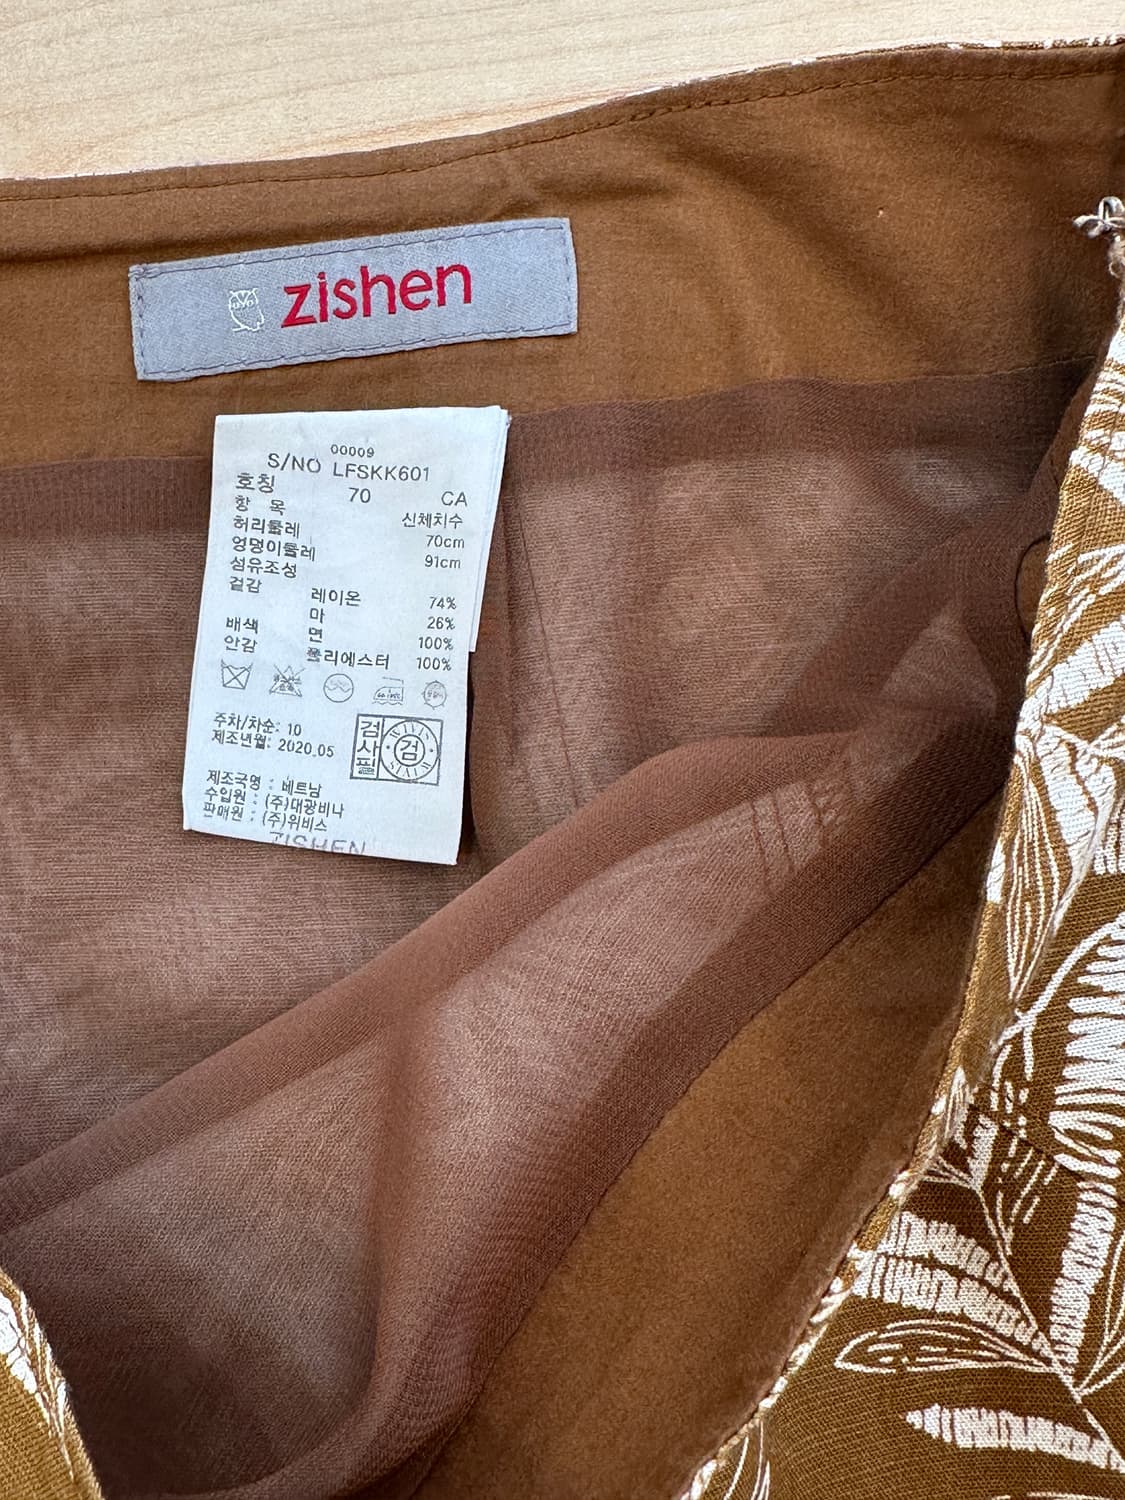 zishen
00009
S/NO LFSKK601
호칭 70 CA
항 목 신체치수
허리둘레 70cm
엉덩이둘레 91cm
섬유조성
겉감 레이온 74%
마 26%
배색 면 100%
안감 폴리에스터 100%
주차/차순: 10
제조년월: 2020.05
검사필
검
제조국명 : 베트남
수입원 : (주)대광비나
판매원 : (주)위비스
ZISHEN